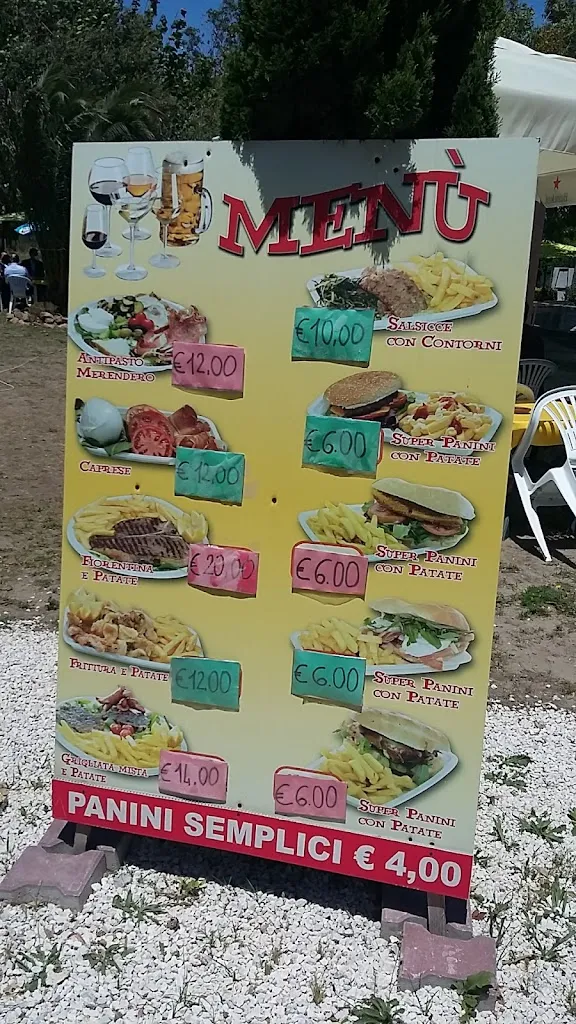 MENÙ
Antipasto
Merendero
€12,00
Caprese
€12,00
Fiorentina
e Patate
€20,00
Frittura e Patate
€12,00
Grigliata mista
e Patate
€14,00
€10,00
Salsicce
con Contorni
€6.00
Super Panini
con Patate
€6.00
Super Panini
con Patate
€6.00
Super Panini
con Patate
€6.00
Super Panini
con Patate
PANINI SEMPLICI € 4,00